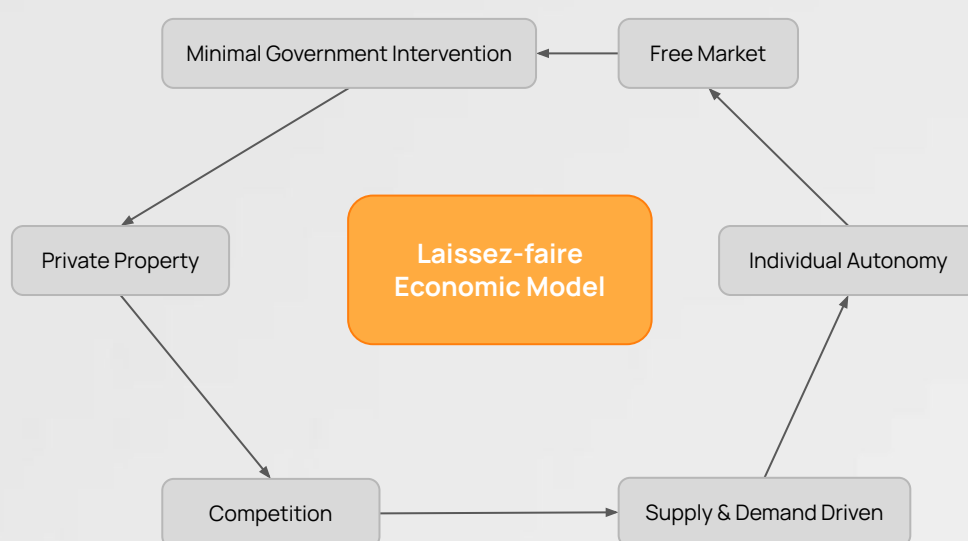 Minimal Government Intervention
Free Market
Laissez-faire
Economic Model
Private Property
Individual Autonomy
Competition
Supply & Demand Driven